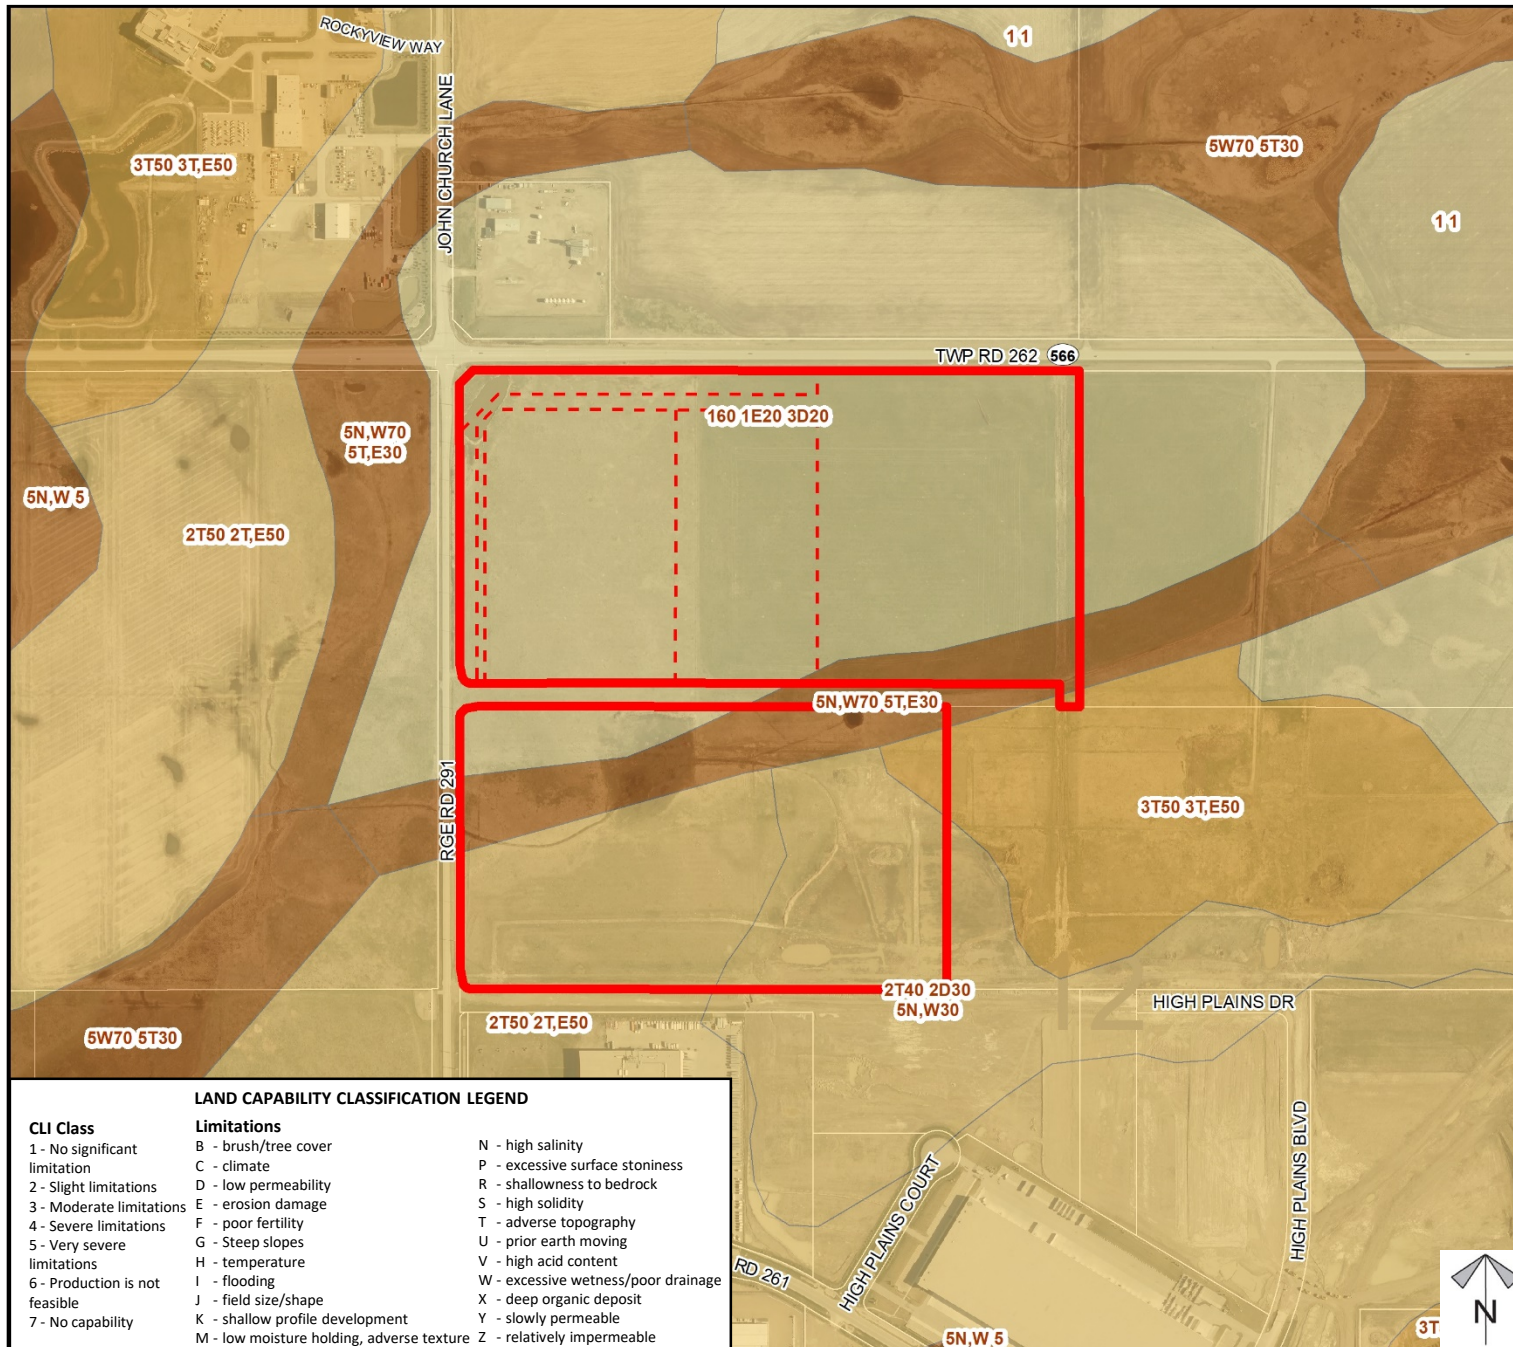 ROCKYVIEW WAY
11
JOHN CHURCH LANE
3T50 3T,E50
5W70 5T30
11
TWP RD 262 566
160 1E20 3D20
5N,W70
5T,E30
5N,W 5
2T50 2T,E50
5N,W70 5T,E30
RGE RD 291
3T50 3T,E50
12
2T40 2D30
5N,W30
HIGH PLAINS DR
2T50 2T,E50
5W70 5T30
HIGH PLAINS COURT
HIGH PLAINS BLVD
RD 261
5N,W 5
3T
N
LAND CAPABILITY CLASSIFICATION LEGEND
CLI Class
1 - No significant
limitation
2 - Slight limitations
3 - Moderate limitations
4 - Severe limitations
5 - Very severe
limitations
6 - Production is not
feasible
7 - No capability
Limitations
B - brush/tree cover
C - climate
D - low permeability
E - erosion damage
F - poor fertility
G - Steep slopes
H - temperature
I - flooding
J - field size/shape
K - shallow profile development
M - low moisture holding, adverse texture
N - high salinity
P - excessive surface stoniness
R - shallowness to bedrock
S - high solidity
T - adverse topography
U - prior earth moving
V - high acid content
W - excessive wetness/poor drainage
X - deep organic deposit
Y - slowly permeable
Z - relatively impermeable